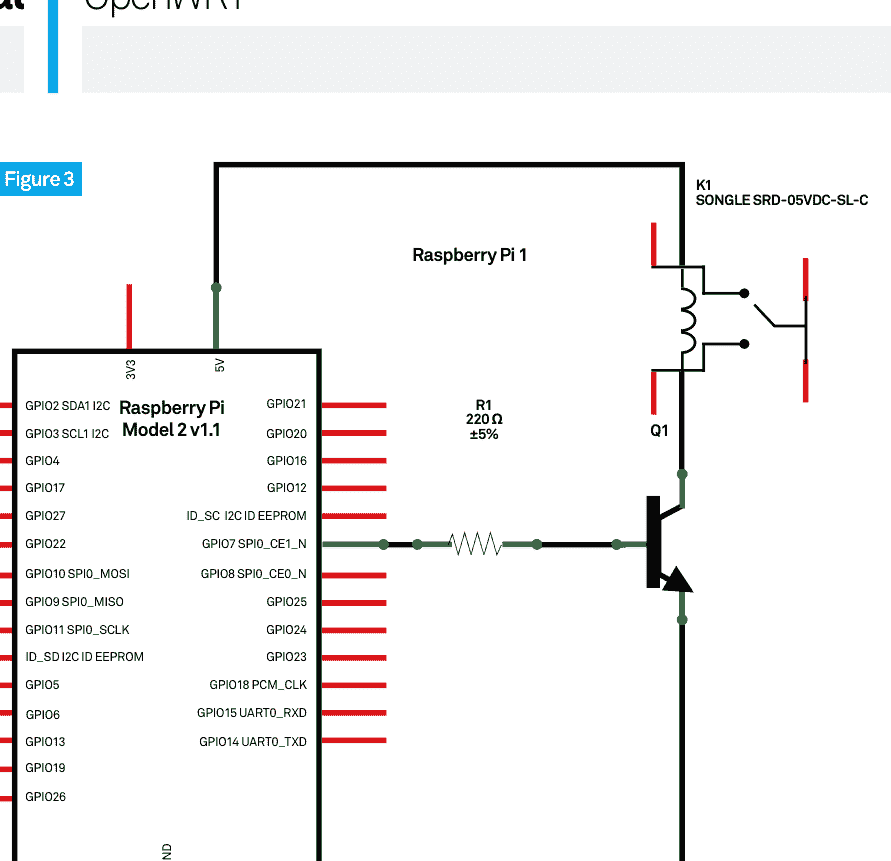 OpenWRT
Figure 3
K1
SONGLE SRD-05VDC-SL-C
Raspberry Pi 1
3V3
5V
Raspberry Pi
Model 2 v1.1
GPIO2 SDA1 I2C
GPIO3 SCL1 I2C
GPIO4
GPIO17
GPIO27
GPIO22
GPIO10 SPI0_MOSI
GPIO9 SPI0_MISO
GPIO11 SPI0_SCLK
ID_SD I2C ID EEPROM
GPIO5
GPIO6
GPIO13
GPIO19
GPIO26
GPIO21
GPIO20
GPIO16
GPIO12
ID_SC I2C ID EEPROM
GPIO7 SPI0_CE1_N
GPIO8 SPI0_CE0_N
GPIO25
GPIO24
GPIO23
GPIO18 PCM_CLK
GPIO15 UART0_RXD
GPIO14 UART0_TXD
R1
220 Ω
±5%
Q1
ND